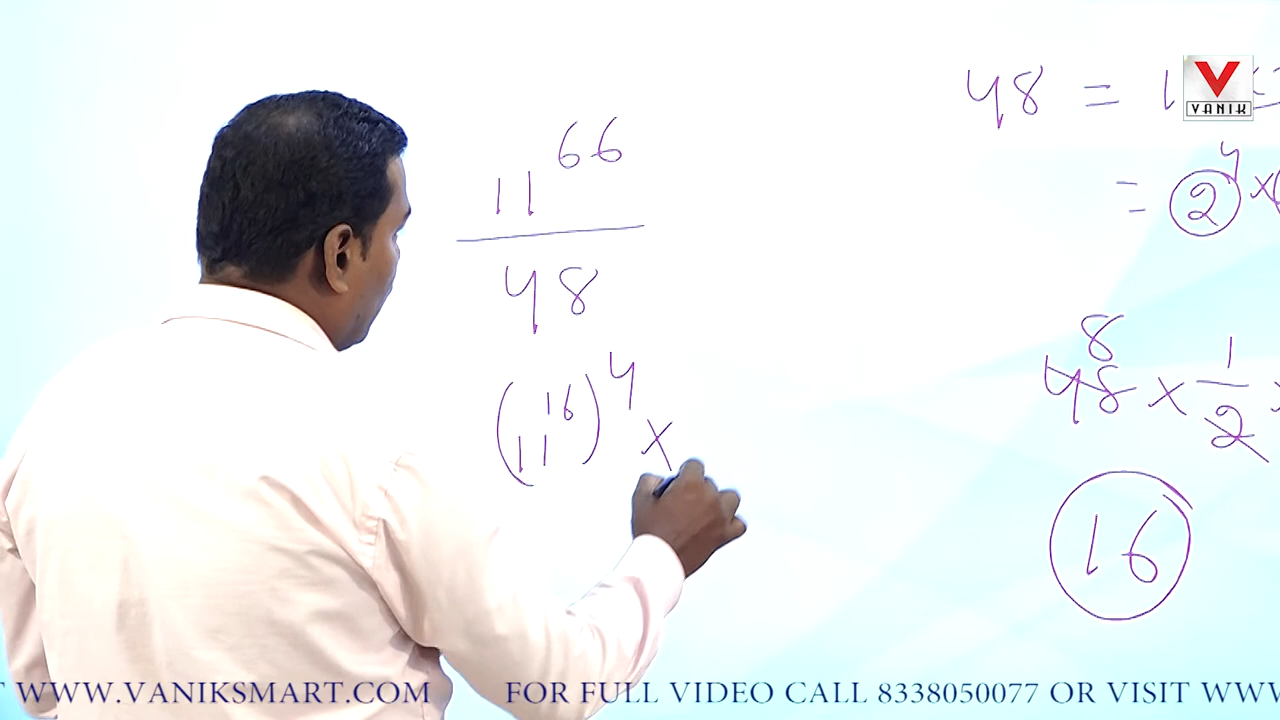 11^66
48
(11^16)^4 ×
48 = 1
= 2^4 ×
8
48 × 1/2
16
VANIK
WWW.VANIKSMART.COM FOR FULL VIDEO CALL 8338050077 OR VISIT WWW